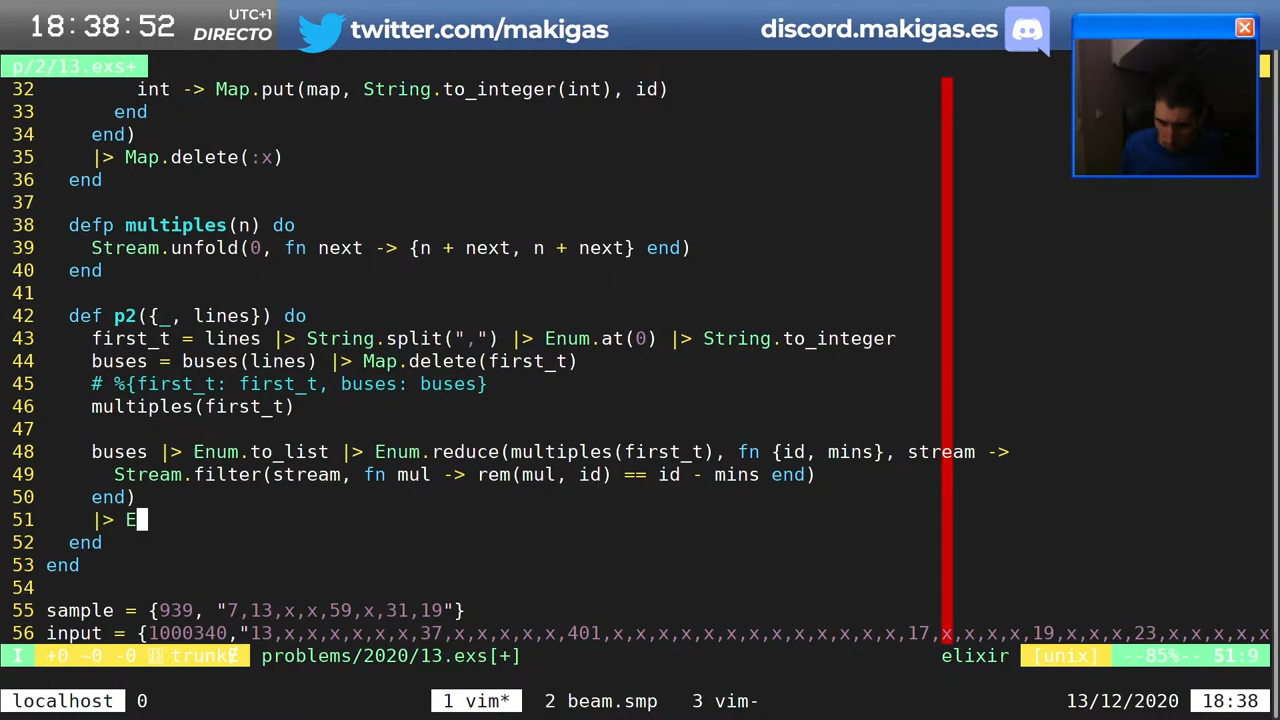 18:38:52
UTC+1
DIRECTO
twitter.com/makigas
discord.makigas.es
p/2/13.exs+
32         int -> Map.put(map, String.to_integer(int), id)
33       end
34     end)
35     |> Map.delete(:x)
36   end
37
38   defp multiples(n) do
39     Stream.unfold(0, fn next -> {n + next, n + next} end)
40   end
41
42   def p2({_, lines}) do
43     first_t = lines |> String.split(",") |> Enum.at(0) |> String.to_integer
44     buses = buses(lines) |> Map.delete(first_t)
45     # %{first_t: first_t, buses: buses}
46     multiples(first_t)
47
48     buses |> Enum.to_list |> Enum.reduce(multiples(first_t), fn {id, mins}, stream ->
49       Stream.filter(stream, fn mul -> rem(mul, id) == id - mins end)
50     end)
51     |> E
52   end
53 end
54
55 sample = {939, "7,13,x,x,59,x,31,19"}
56 input = {1000340,"13,x,x,x,x,x,x,37,x,x,x,x,x,401,x,x,x,x,x,x,x,x,x,x,x,x,x,17,x,x,x,x,19,x,x,x,23,x,x,x,x,x
I +0 ~0 -0 trunk problems/2020/13.exs[+] elixir [unix] --85%-- 51:9
localhost 0 1 vim* 2 beam.smp 3 vim- 13/12/2020 18:38